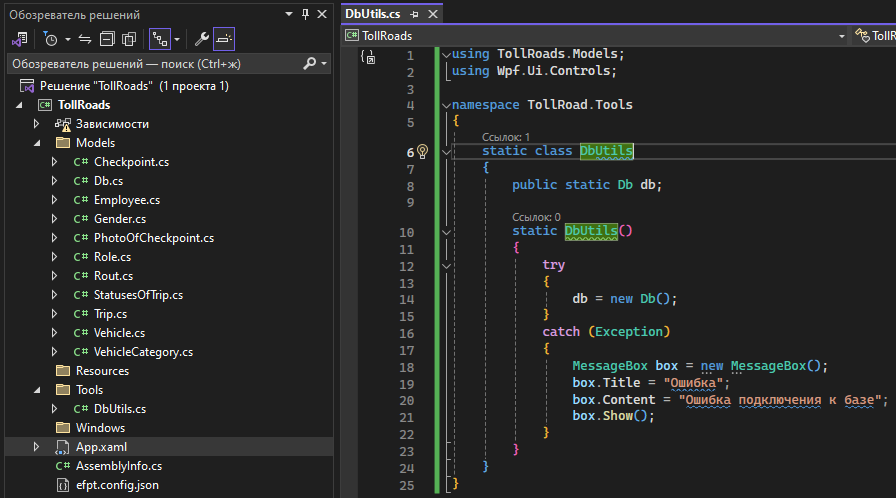 Обозреватель решений
Обозреватель решений — поиск (Ctrl+ж)
Решение "TollRoads" (1 проекта)
TollRoads
Зависимости
Models
C# Checkpoint.cs
C# Db.cs
C# Employee.cs
C# Gender.cs
C# PhotoOfCheckpoint.cs
C# Role.cs
C# Rout.cs
C# StatusesOfTrip.cs
C# Trip.cs
C# Vehicle.cs
C# VehicleCategory.cs
Resources
Tools
C# DbUtils.cs
Windows
App.xaml
C# AssemblyInfo.cs
efpt.config.json
DbUtils.cs
C# TollRoads
TollR
1 using TollRoads.Models;
2 using Wpf.Ui.Controls;
3
4 namespace TollRoad.Tools
5 {
Ссылок: 1
6 static class DbUtils
7 {
8 public static Db db;
9
Ссылок: 0
10 static DbUtils()
11 {
12 try
13 {
14 db = new Db();
15 }
16 catch (Exception)
17 {
18 MessageBox box = new MessageBox();
19 box.Title = "Ошибка";
20 box.Content = "Ошибка подключения к базе";
21 box.Show();
22 }
23 }
24 }
25 }